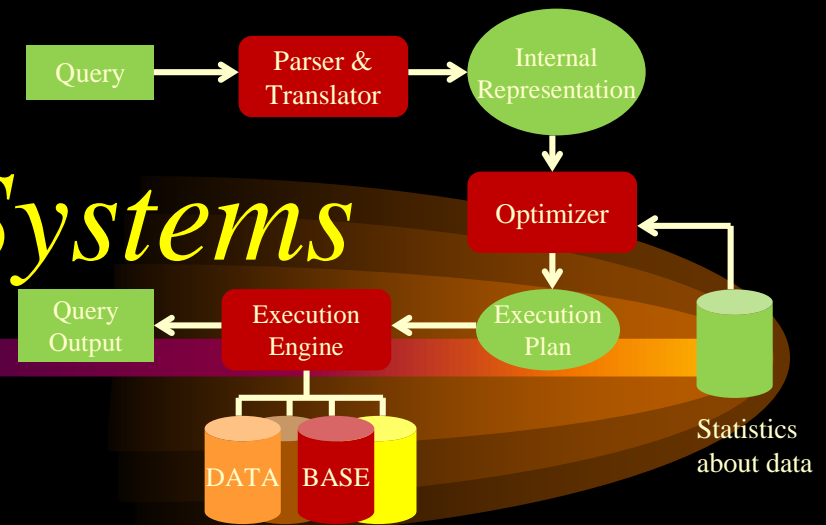 Query
Parser &
Translator
Internal
Representation
Systems
Optimizer
Query
Output
Execution
Engine
Execution
Plan
Statistics
about data
DATA
BASE